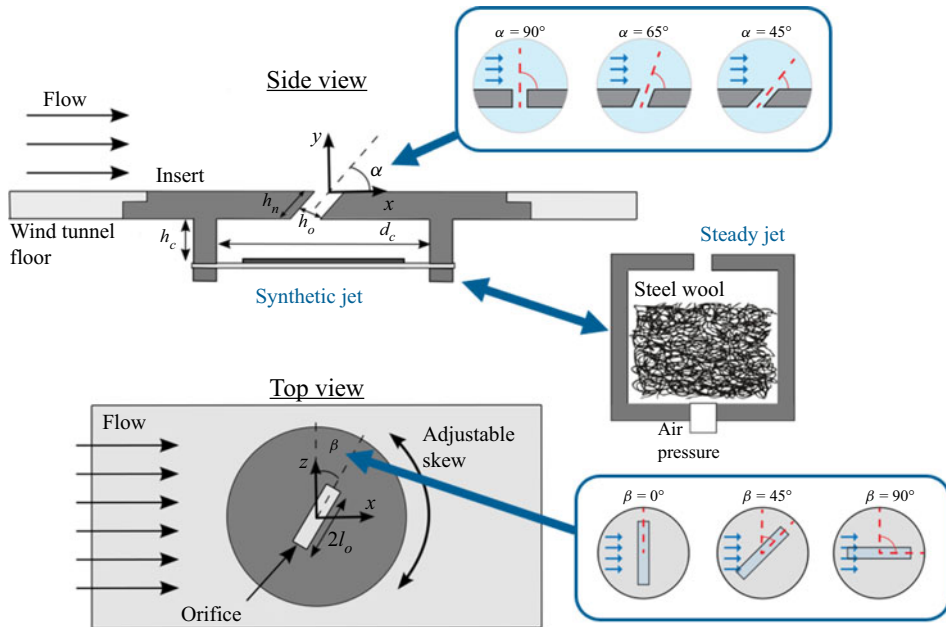 α = 90°
α = 65°
α = 45°
Side view
Flow
y
α
Insert
x
h_n
h_o
Wind tunnel
floor
h_c
d_c
Synthetic jet
Steady jet
Steel wool
Air
pressure
Top view
Flow
β
Adjustable
skew
z
x
2l_o
Orifice
β = 0°
β = 45°
β = 90°